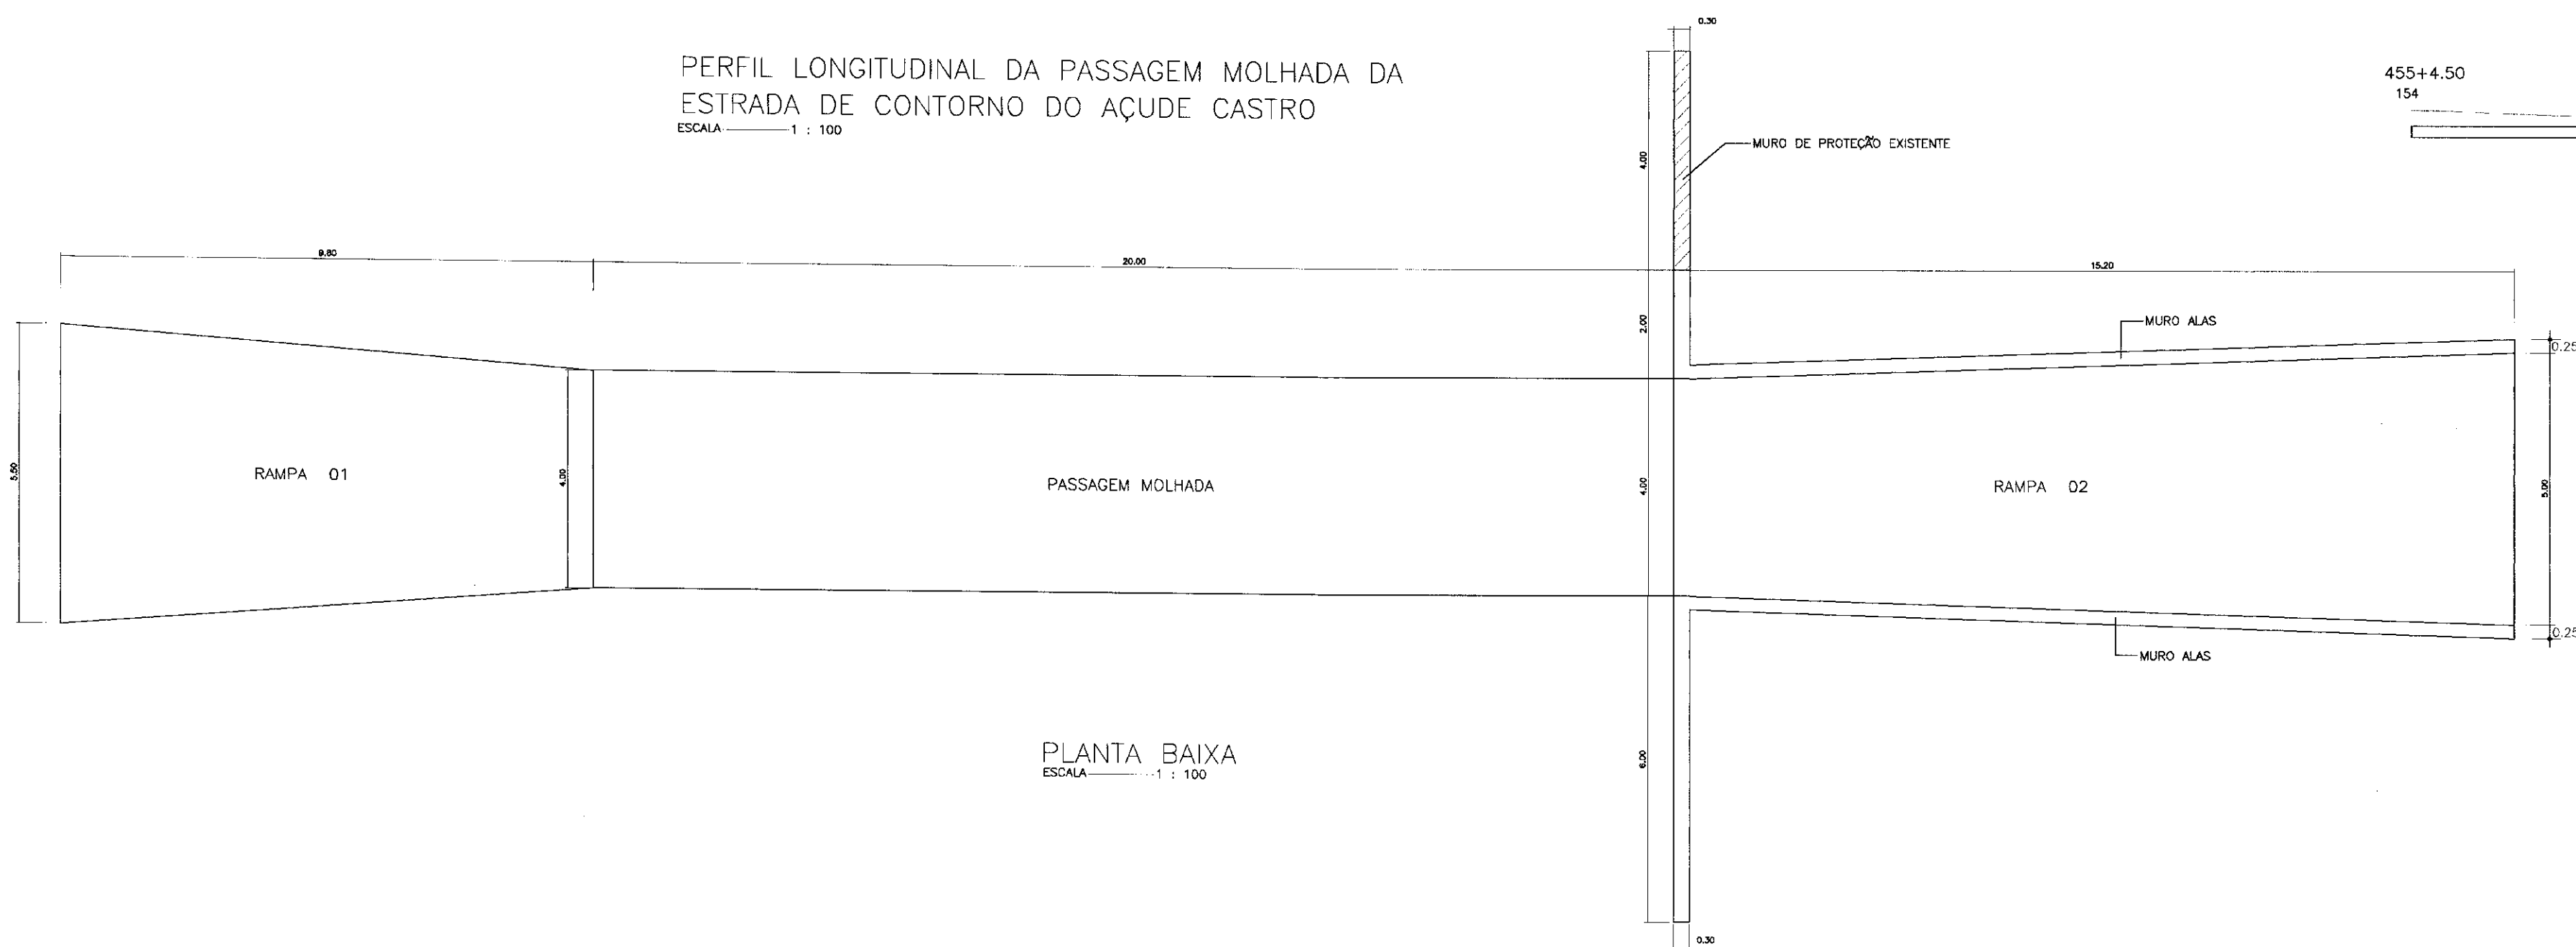 0.30
PERFIL LONGITUDINAL DA PASSAGEM MOLHADA DA
ESTRADA DE CONTORNO DO AÇUDE CASTRO
ESCALA 1 : 100
455+4.50
154
4.00
MURO DE PROTEÇÃO EXISTENTE
9.80
20.00
15.20
2.00
MURO ALAS
0.25
5.50
RAMPA 01
4.00
PASSAGEM MOLHADA
4.00
RAMPA 02
5.00
0.25
MURO ALAS
PLANTA BAIXA
ESCALA 1 : 100
6.00
0.30